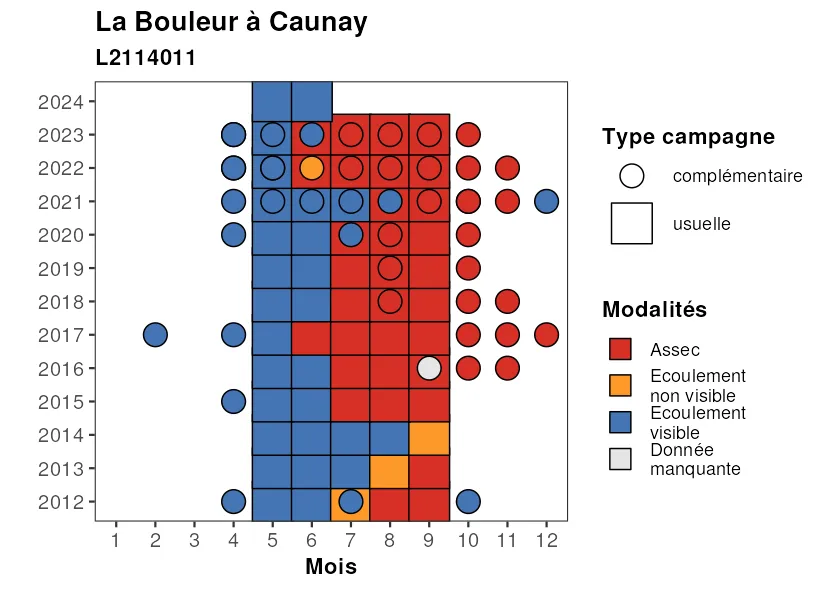 La Bouleur à Caunay
L2114011
2024
2023
2022
2021
2020
2019
2018
2017
2016
2015
2014
2013
2012
1 2 3 4 5 6 7 8 9 10 11 12
Mois
Type campagne
complémentaire
usuelle
Modalités
Assec
Ecoulement
non visible
Ecoulement
visible
Donnée
manquante